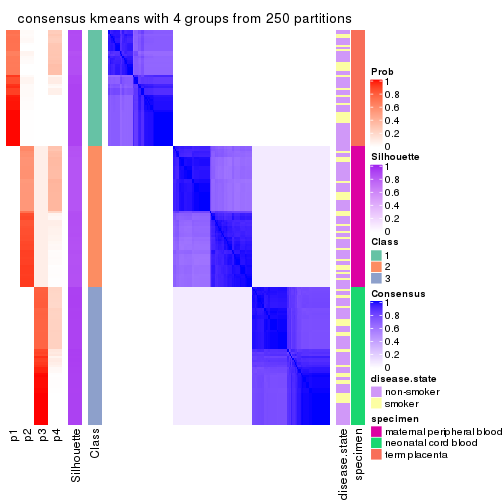 consensus kmeans with 4 groups from 250 partitions
Prob
1
0.8
0.6
0.4
0.2
0
Silhouette
1
0.8
0.6
0.4
0.2
0
Class
1
2
3
Consensus
1
0.8
0.6
0.4
0.2
0
disease.state
non-smoker
smoker
specimen
maternal peripheral blood
neonatal cord blood
term placenta
p1
p2
p3
p4
Silhouette
Class
disease.state
specimen